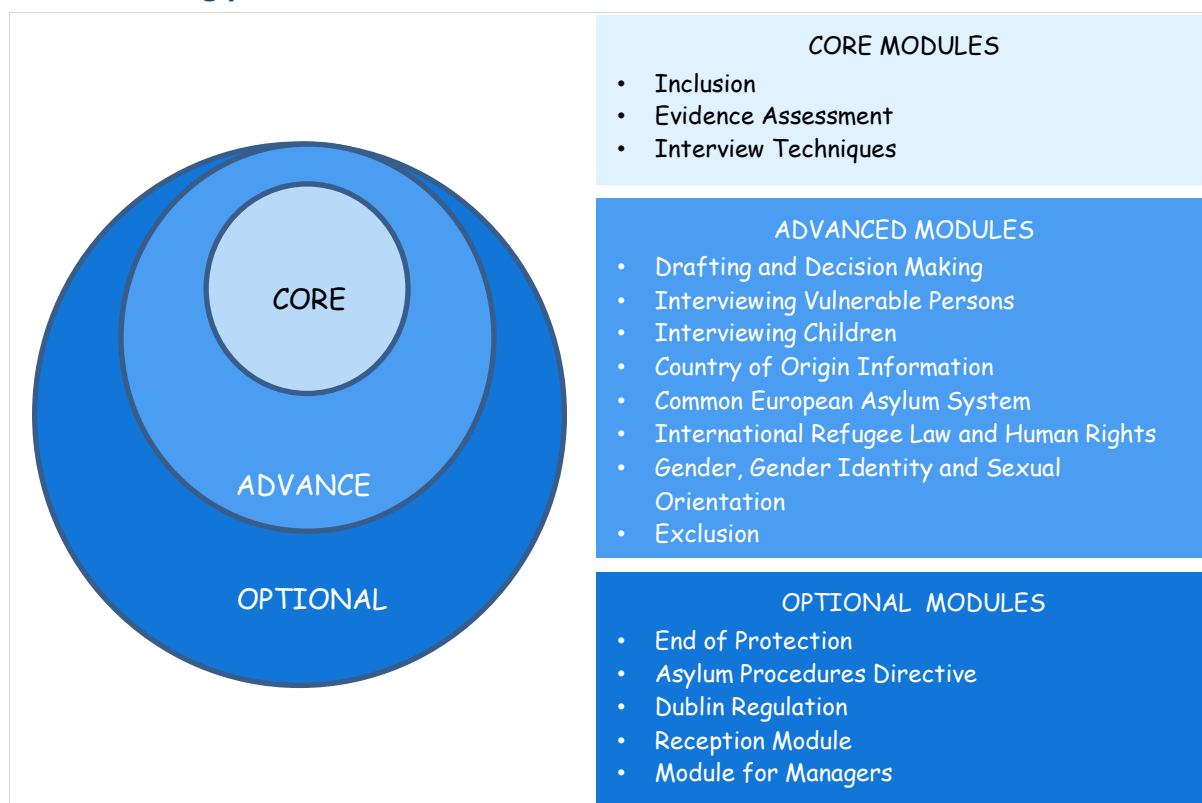 CORE
ADVANCE
OPTIONAL
CORE MODULES
• Inclusion
• Evidence Assessment
• Interview Techniques
ADVANCED MODULES
• Drafting and Decision Making
• Interviewing Vulnerable Persons
• Interviewing Children
• Country of Origin Information
• Common European Asylum System
• International Refugee Law and Human Rights
• Gender, Gender Identity and Sexual
Orientation
• Exclusion
OPTIONAL MODULES
• End of Protection
• Asylum Procedures Directive
• Dublin Regulation
• Reception Module
• Module for Managers